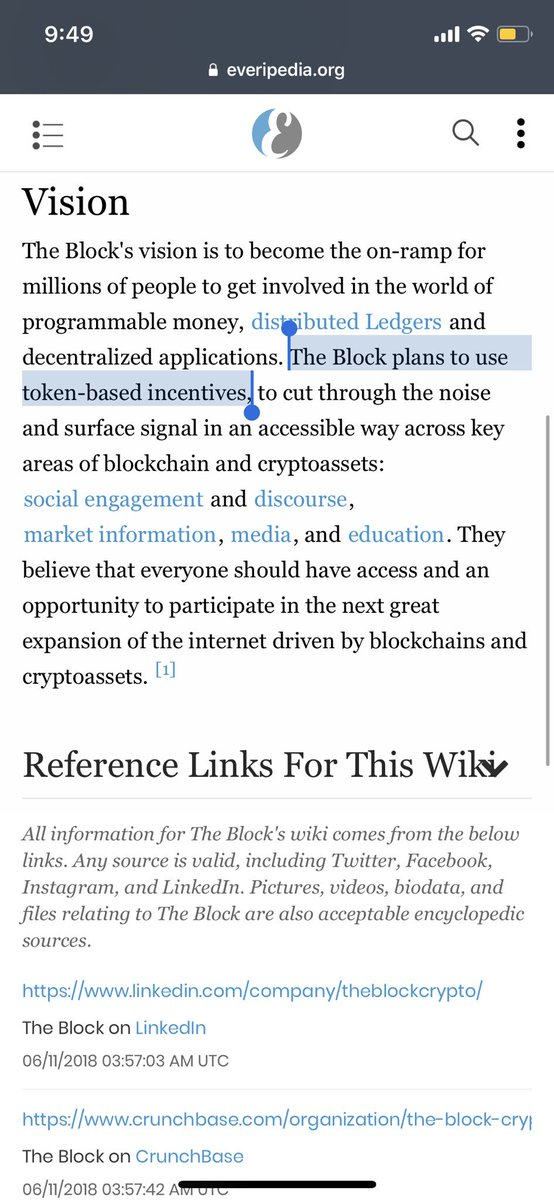 9:49
everipedia.org
Vision
The Block's vision is to become the on-ramp for
millions of people to get involved in the world of
programmable money, distributed Ledgers and
decentralized applications. The Block plans to use
token-based incentives, to cut through the noise
and surface signal in an accessible way across key
areas of blockchain and cryptoassets:
social engagement and discourse,
market information, media, and education. They
believe that everyone should have access and an
opportunity to participate in the next great
expansion of the internet driven by blockchains and
cryptoassets. [1]
Reference Links For This Wiki
All information for The Block's wiki comes from the below
links. Any source is valid, including Twitter, Facebook,
Instagram, and LinkedIn. Pictures, videos, biodata, and
files relating to The Block are also acceptable encyclopedic
sources.
https://www.linkedin.com/company/theblockcrypto/
The Block on LinkedIn
06/11/2018 03:57:03 AM UTC
https://www.crunchbase.com/organization/the-block-cryp
The Block on CrunchBase
06/11/2018 03:57:42 AM UTC